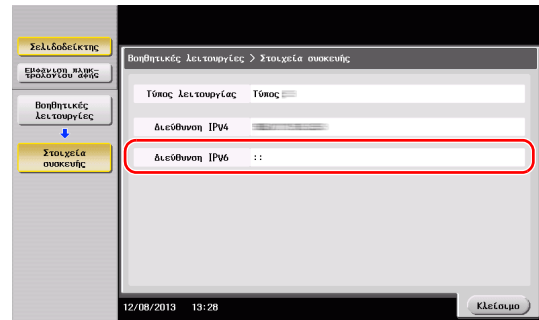 Σελιδοδείκτης
Εμφάνιση πληκ-
τρολογίου αφής
Βοηθητικές
λειτουργίες
Στοιχεία
συσκευής
Βοηθητικές λειτουργίες > Στοιχεία συσκευής
Τύπος λειτουργίας Τύπος
Διεύθυνση IPV4
Διεύθυνση IPV6 ::
12/08/2013 13:28
Κλείσιμο